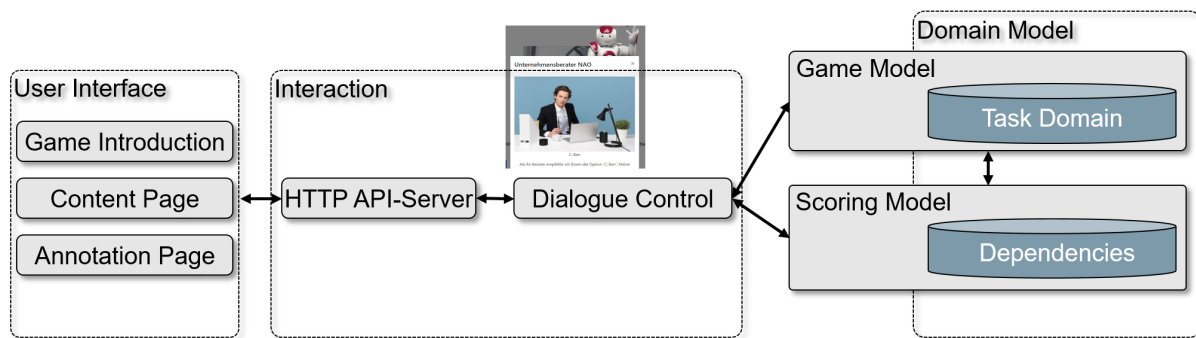 Domain Model
Game Model
Task Domain
User Interface
Interaction
Unternehmensberater NAO
Game Introduction
Content Page
Annotation Page
HTTP API-Server
Dialogue Control
Scoring Model
Dependencies